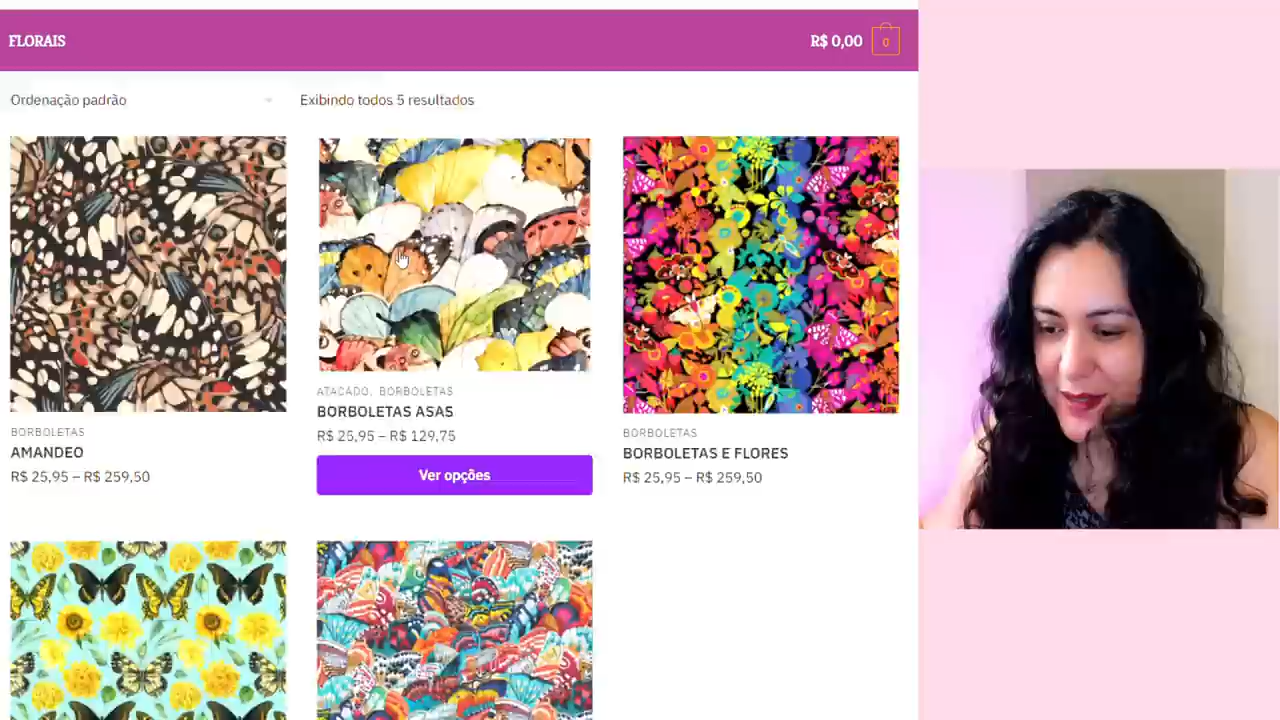 FLORAIS
R$ 0,00
0
Ordenação padrão
Exibindo todos 5 resultados
BORBOLETAS
AMANDEO
R$ 25,95 – R$ 259,50
ATACADO, BORBOLETAS
BORBOLETAS ASAS
R$ 25,95 – R$ 129,75
Ver opções
BORBOLETAS
BORBOLETAS E FLORES
R$ 25,95 – R$ 259,50